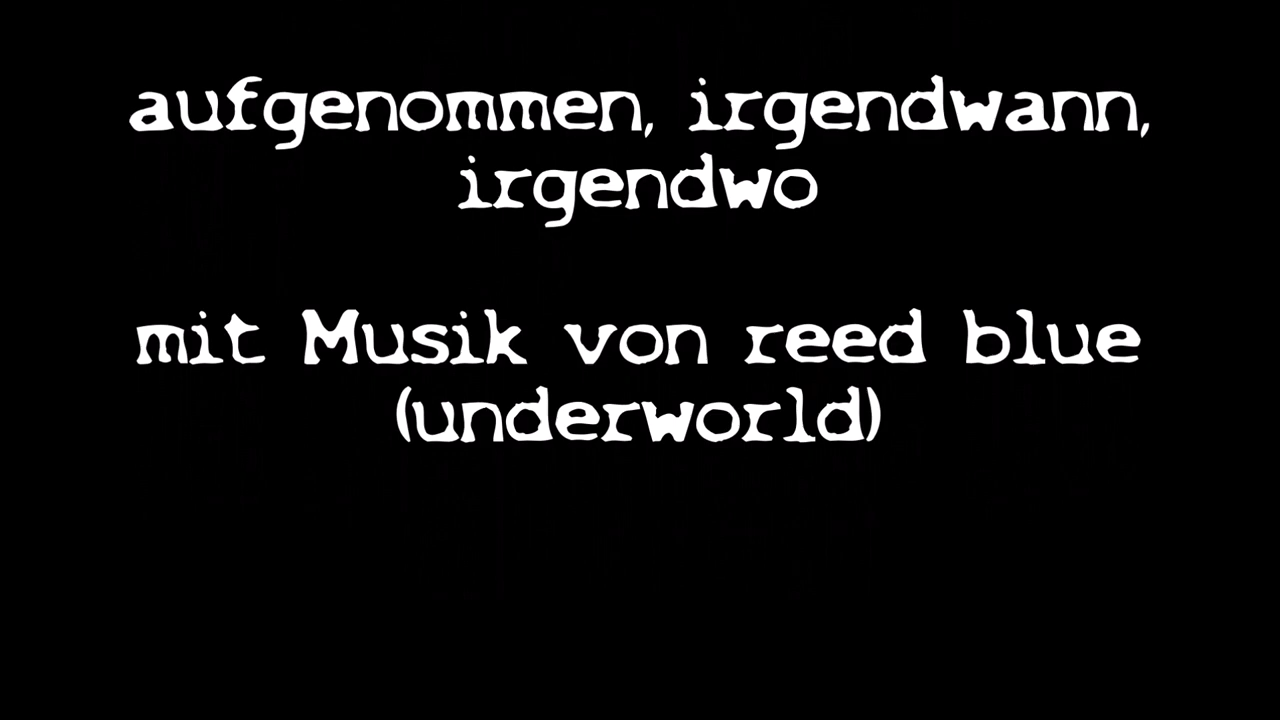 aufgenommen, irgendwann,
irgendwo
mit Musik von reed blue
(underworld)